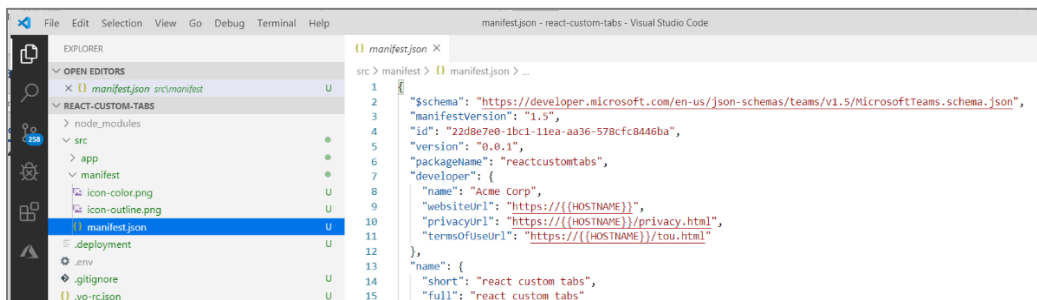 File Edit Selection View Go Debug Terminal Help
manifest.json - react-custom-tabs - Visual Studio Code
EXPLORER
OPEN EDITORS
{} manifest.json src\manifest U
REACT-CUSTOM-TABS
node_modules
src
app
manifest
icon-color.png U
icon-outline.png U
{} manifest.json U
.deployment U
.env
.gitignore U
{} .yo-rc.json U
258
{} manifest.json
src > manifest > {} manifest.json > ...
1 {
2 "$schema": "https://developer.microsoft.com/en-us/json-schemas/teams/v1.5/MicrosoftTeams.schema.json",
3 "manifestVersion": "1.5",
4 "id": "22d8e7e0-1bc1-11ea-aa36-578cfc8446ba",
5 "version": "0.0.1",
6 "packageName": "reactcustomtabs",
7 "developer": {
8 "name": "Acme Corp",
9 "websiteUrl": "https://{{HOSTNAME}}",
10 "privacyUrl": "https://{{HOSTNAME}}/privacy.html",
11 "termsOfUseUrl": "https://{{HOSTNAME}}/tou.html"
12 },
13 "name": {
14 "short": "react custom tabs",
15 "full": "react custom tabs"